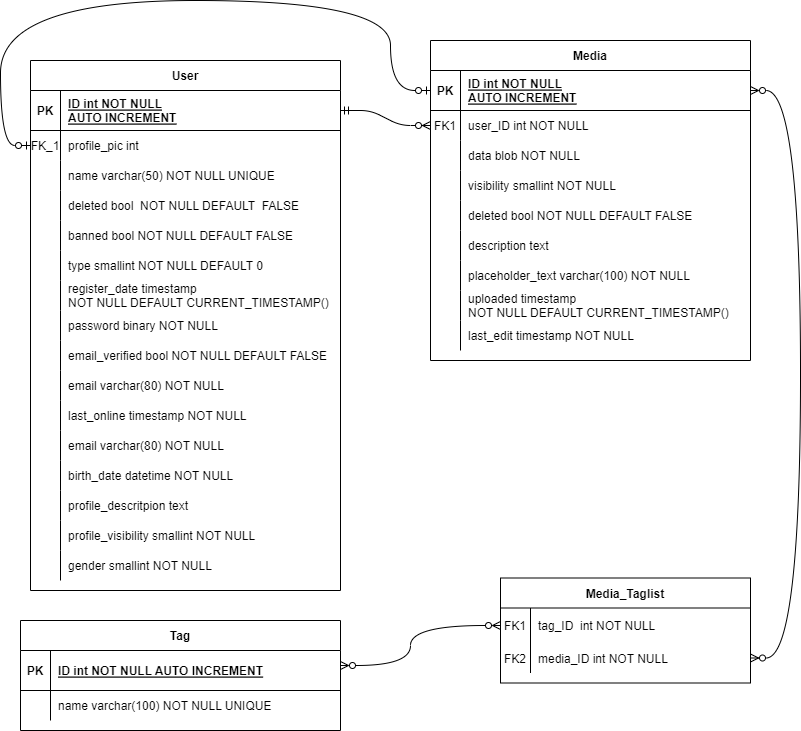 User
PK
ID int NOT NULL
AUTO INCREMENT
FK_1
profile_pic int
name varchar(50) NOT NULL UNIQUE
deleted bool  NOT NULL DEFAULT  FALSE
banned bool NOT NULL DEFAULT FALSE
type smallint NOT NULL DEFAULT 0
register_date timestamp
NOT NULL DEFAULT CURRENT_TIMESTAMP()
password binary NOT NULL
email_verified bool NOT NULL DEFAULT FALSE
email varchar(80) NOT NULL
last_online timestamp NOT NULL
email varchar(80) NOT NULL
birth_date datetime NOT NULL
profile_descritpion text
profile_visibility smallint NOT NULL
gender smallint NOT NULL
Media
PK
ID int NOT NULL
AUTO INCREMENT
FK1
user_ID int NOT NULL
data blob NOT NULL
visibility smallint NOT NULL
deleted bool NOT NULL DEFAULT FALSE
description text
placeholder_text varchar(100) NOT NULL
uploaded timestamp
NOT NULL DEFAULT CURRENT_TIMESTAMP()
last_edit timestamp NOT NULL
Media_Taglist
FK1
tag_ID  int NOT NULL
FK2
media_ID int NOT NULL
Tag
PK
ID int NOT NULL AUTO INCREMENT
name varchar(100) NOT NULL UNIQUE